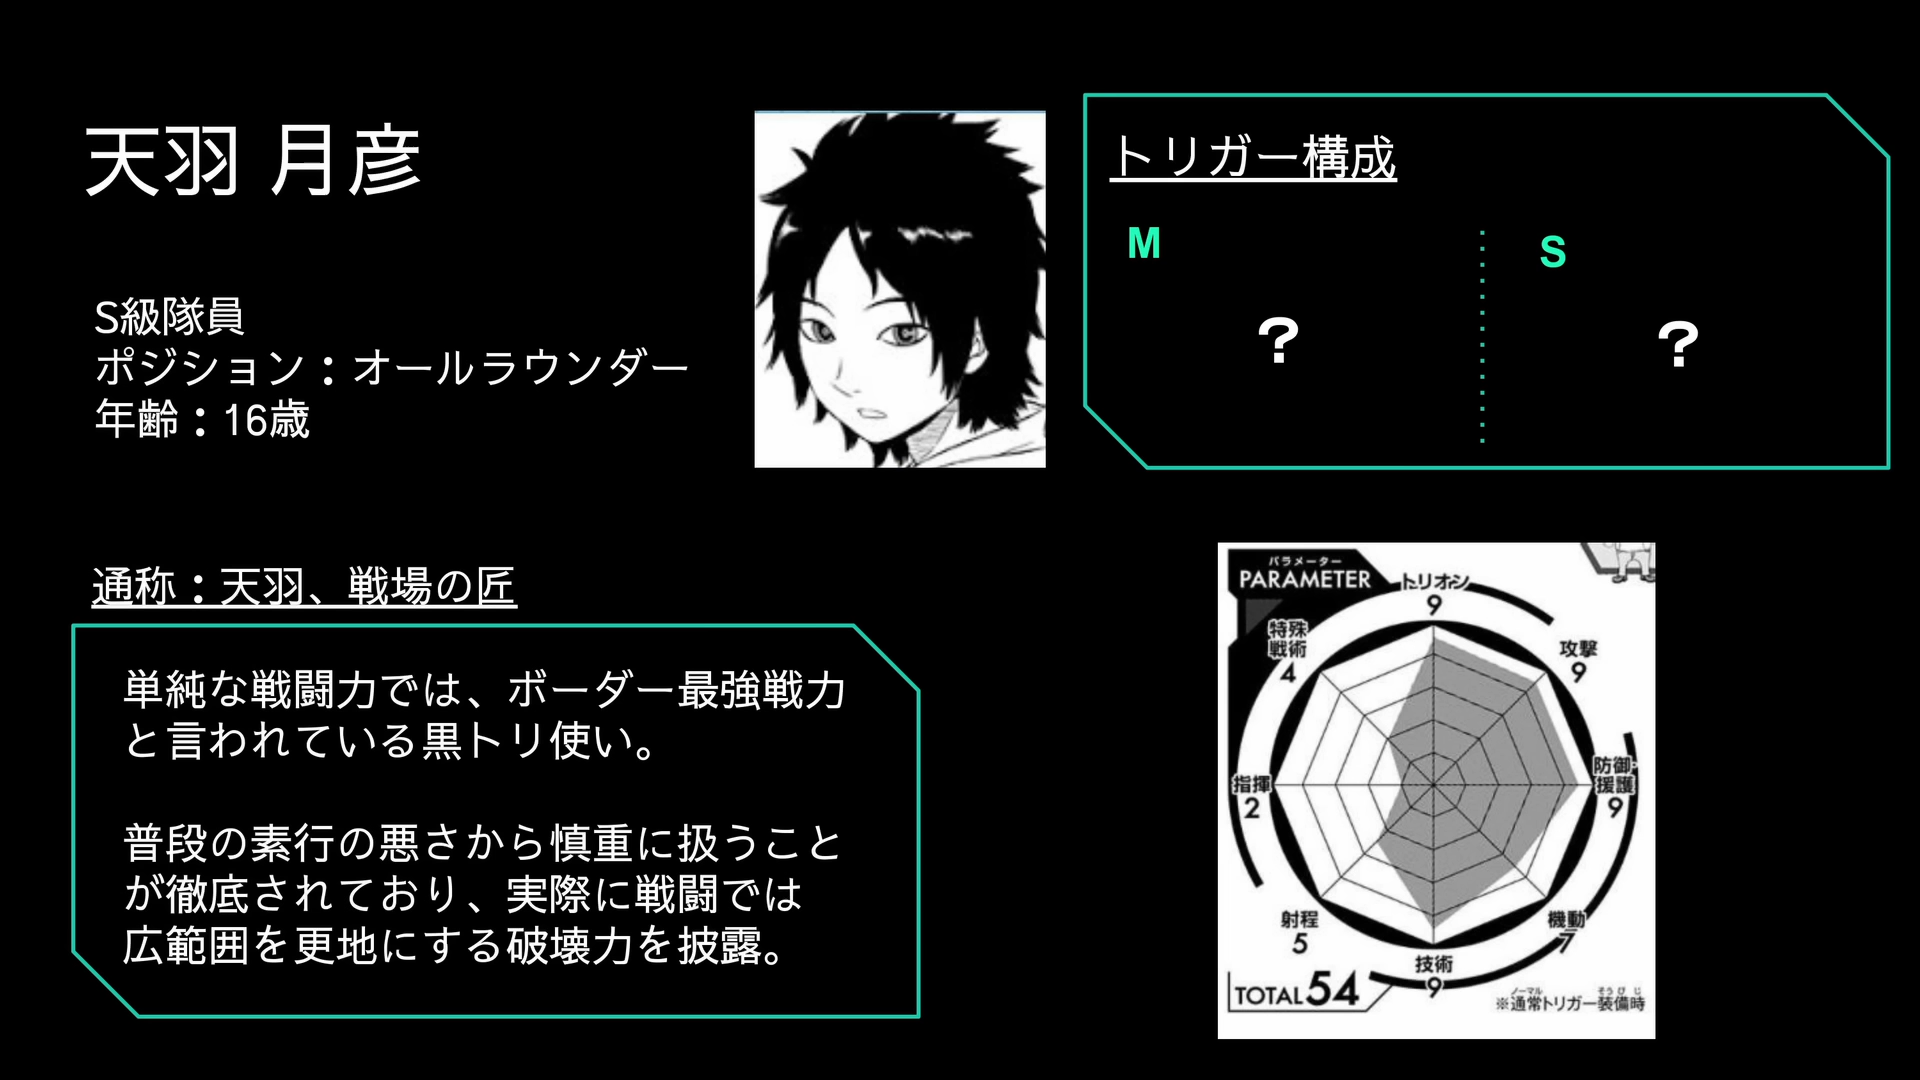 天羽 月彦
S級隊員
ポジション：オールラウンダー
年齢：16歳
トリガー構成
M
S
?
?
通称：天羽、戦場の匠
単純な戦闘力では、ボーダー最強戦力
と言われている黒トリ使い。
普段の素行の悪さから慎重に扱うこと
が徹底されており、実際に戦闘では
広範囲を更地にする破壊力を披露。
パラメーター
PARAMETER
トリオン
9
攻撃
9
防御・
援護
9
機動
7
技術
9
射程
5
指揮
2
特殊
戦術
4
TOTAL54
ノーマル そうびじ
※通常トリガー装備時